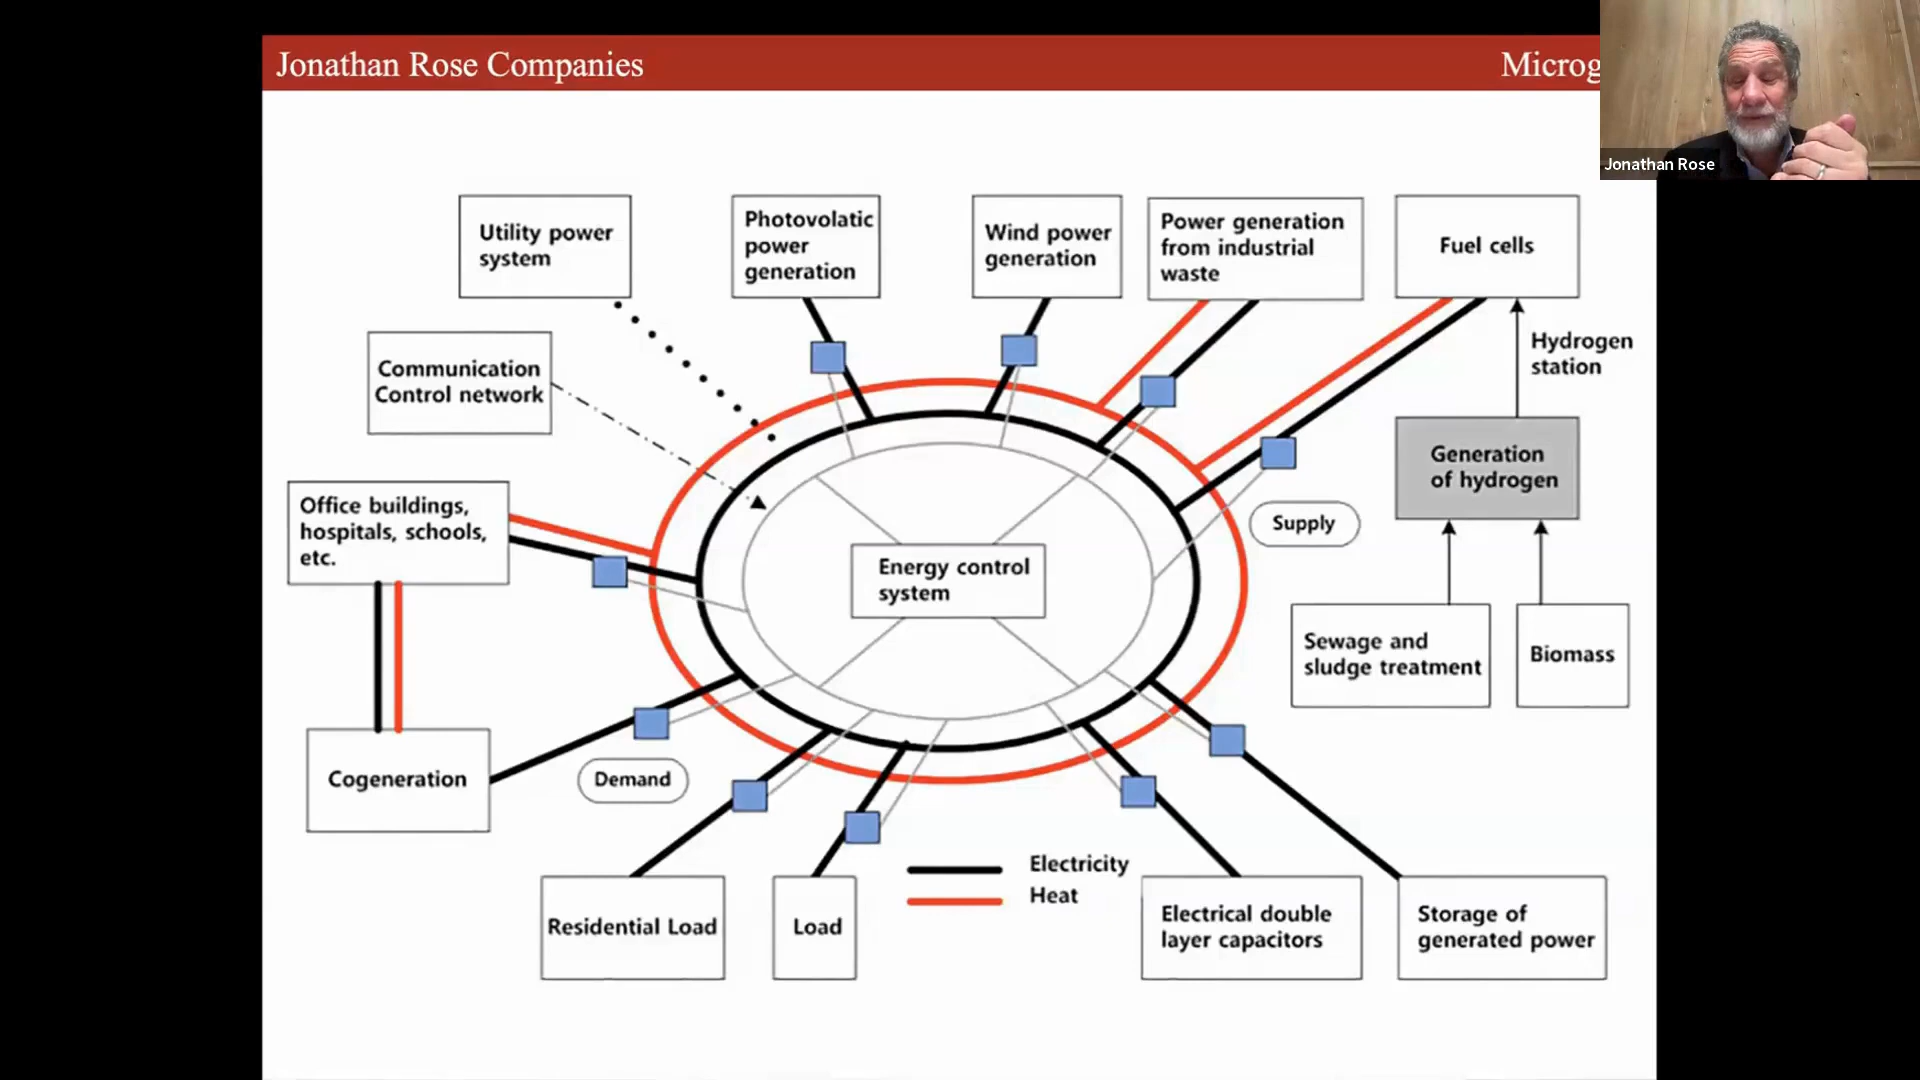 Jonathan Rose Companies
Microg
Jonathan Rose
Utility power
system
Photovolatic
power
generation
Wind power
generation
Power generation
from industrial
waste
Fuel cells
Communication
Control network
Hydrogen
station
Generation
of hydrogen
Office buildings,
hospitals, schools,
etc.
Supply
Energy control
system
Sewage and
sludge treatment
Biomass
Cogeneration
Demand
Electricity
Heat
Residential Load
Load
Electrical double
layer capacitors
Storage of
generated power